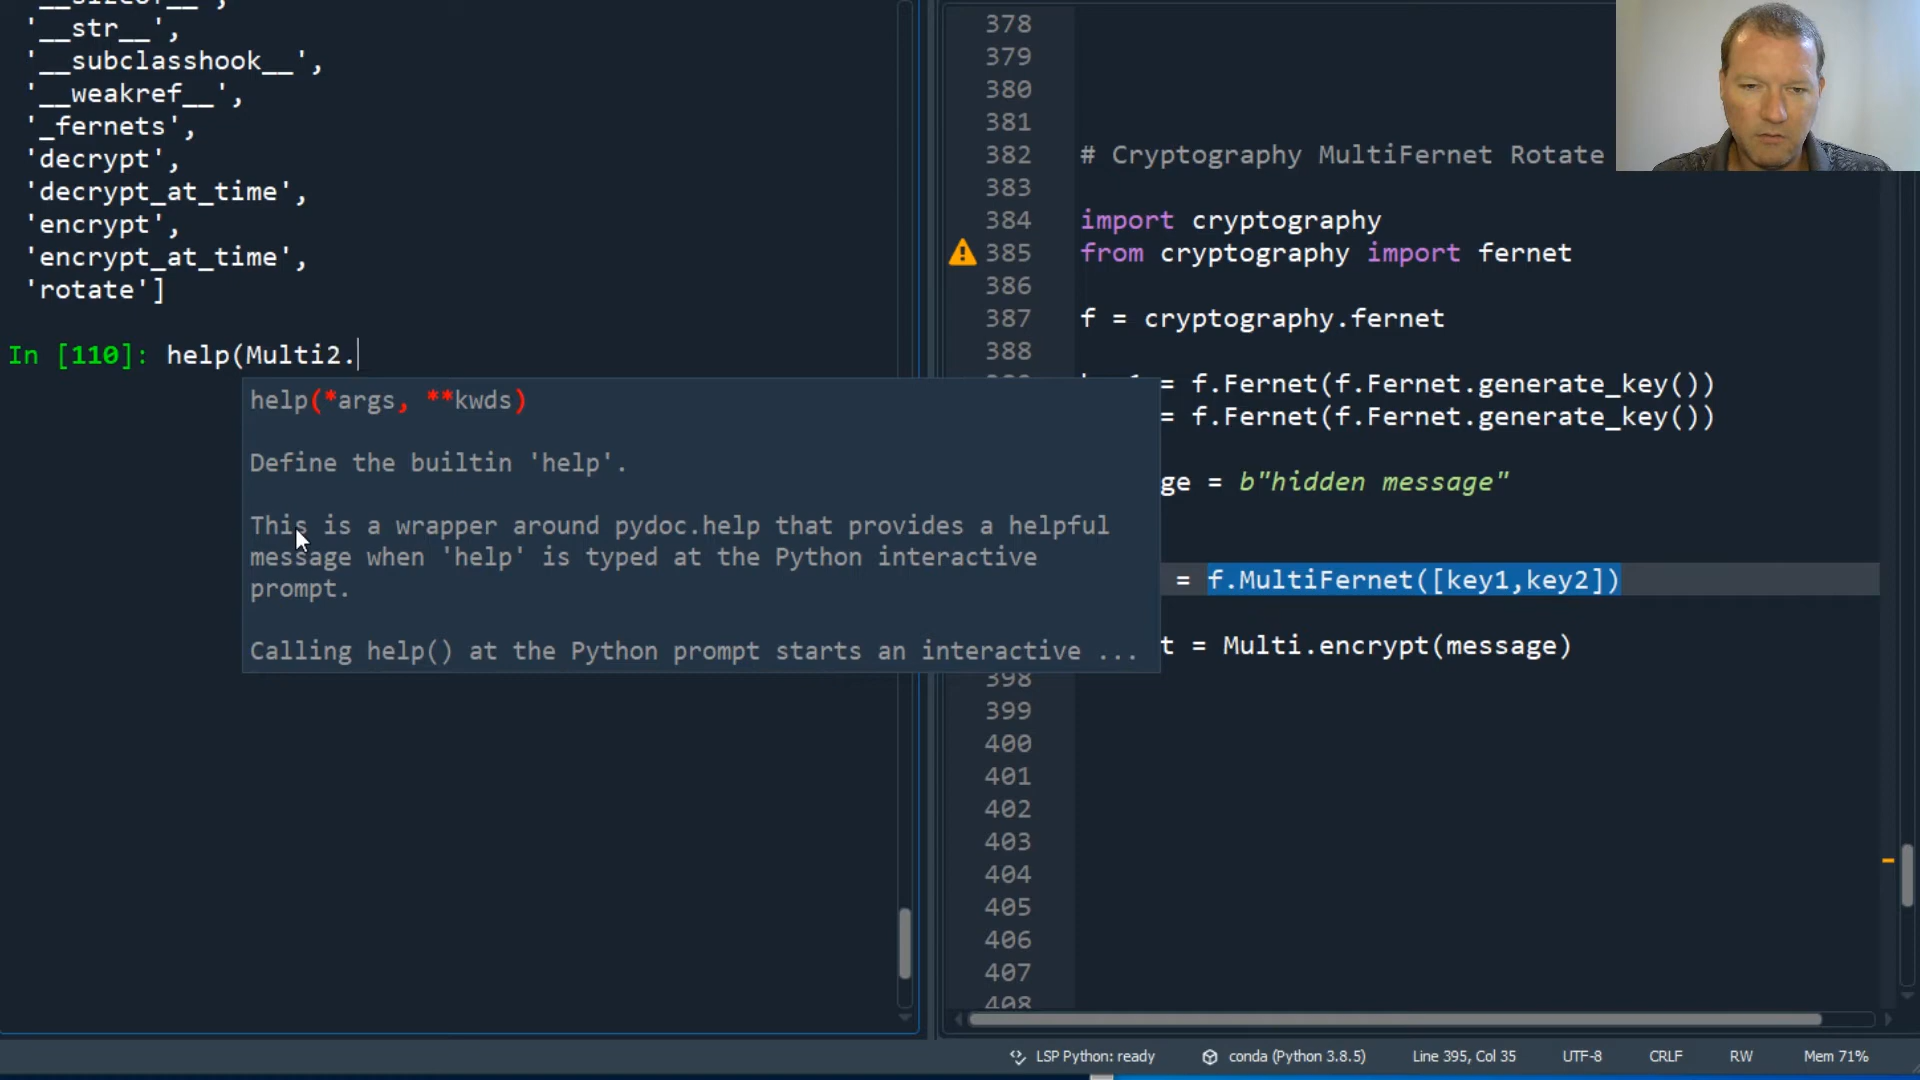 '__sizeof__',
'__str__',
'__subclasshook__',
'__weakref__',
'_fernets',
'decrypt',
'decrypt_at_time',
'encrypt',
'encrypt_at_time',
'rotate']
In [110]: help(Multi2.
help(*args, **kwds)
Define the builtin 'help'.
This is a wrapper around pydoc.help that provides a helpful
message when 'help' is typed at the Python interactive
prompt.
Calling help() at the Python prompt starts an interactive ...
378
379
380
381
382 # Cryptography MultiFernet Rotate
383
384 import cryptography
385 from cryptography import fernet
386
387 f = cryptography.fernet
388
= f.Fernet(f.Fernet.generate_key())
= f.Fernet(f.Fernet.generate_key())
ge = b"hidden message"
= f.MultiFernet([key1,key2])
t = Multi.encrypt(message)
398
399
400
401
402
403
404
405
406
407
408
LSP Python: ready
conda (Python 3.8.5)
Line 395, Col 35
UTF-8
CRLF
RW
Mem 71%